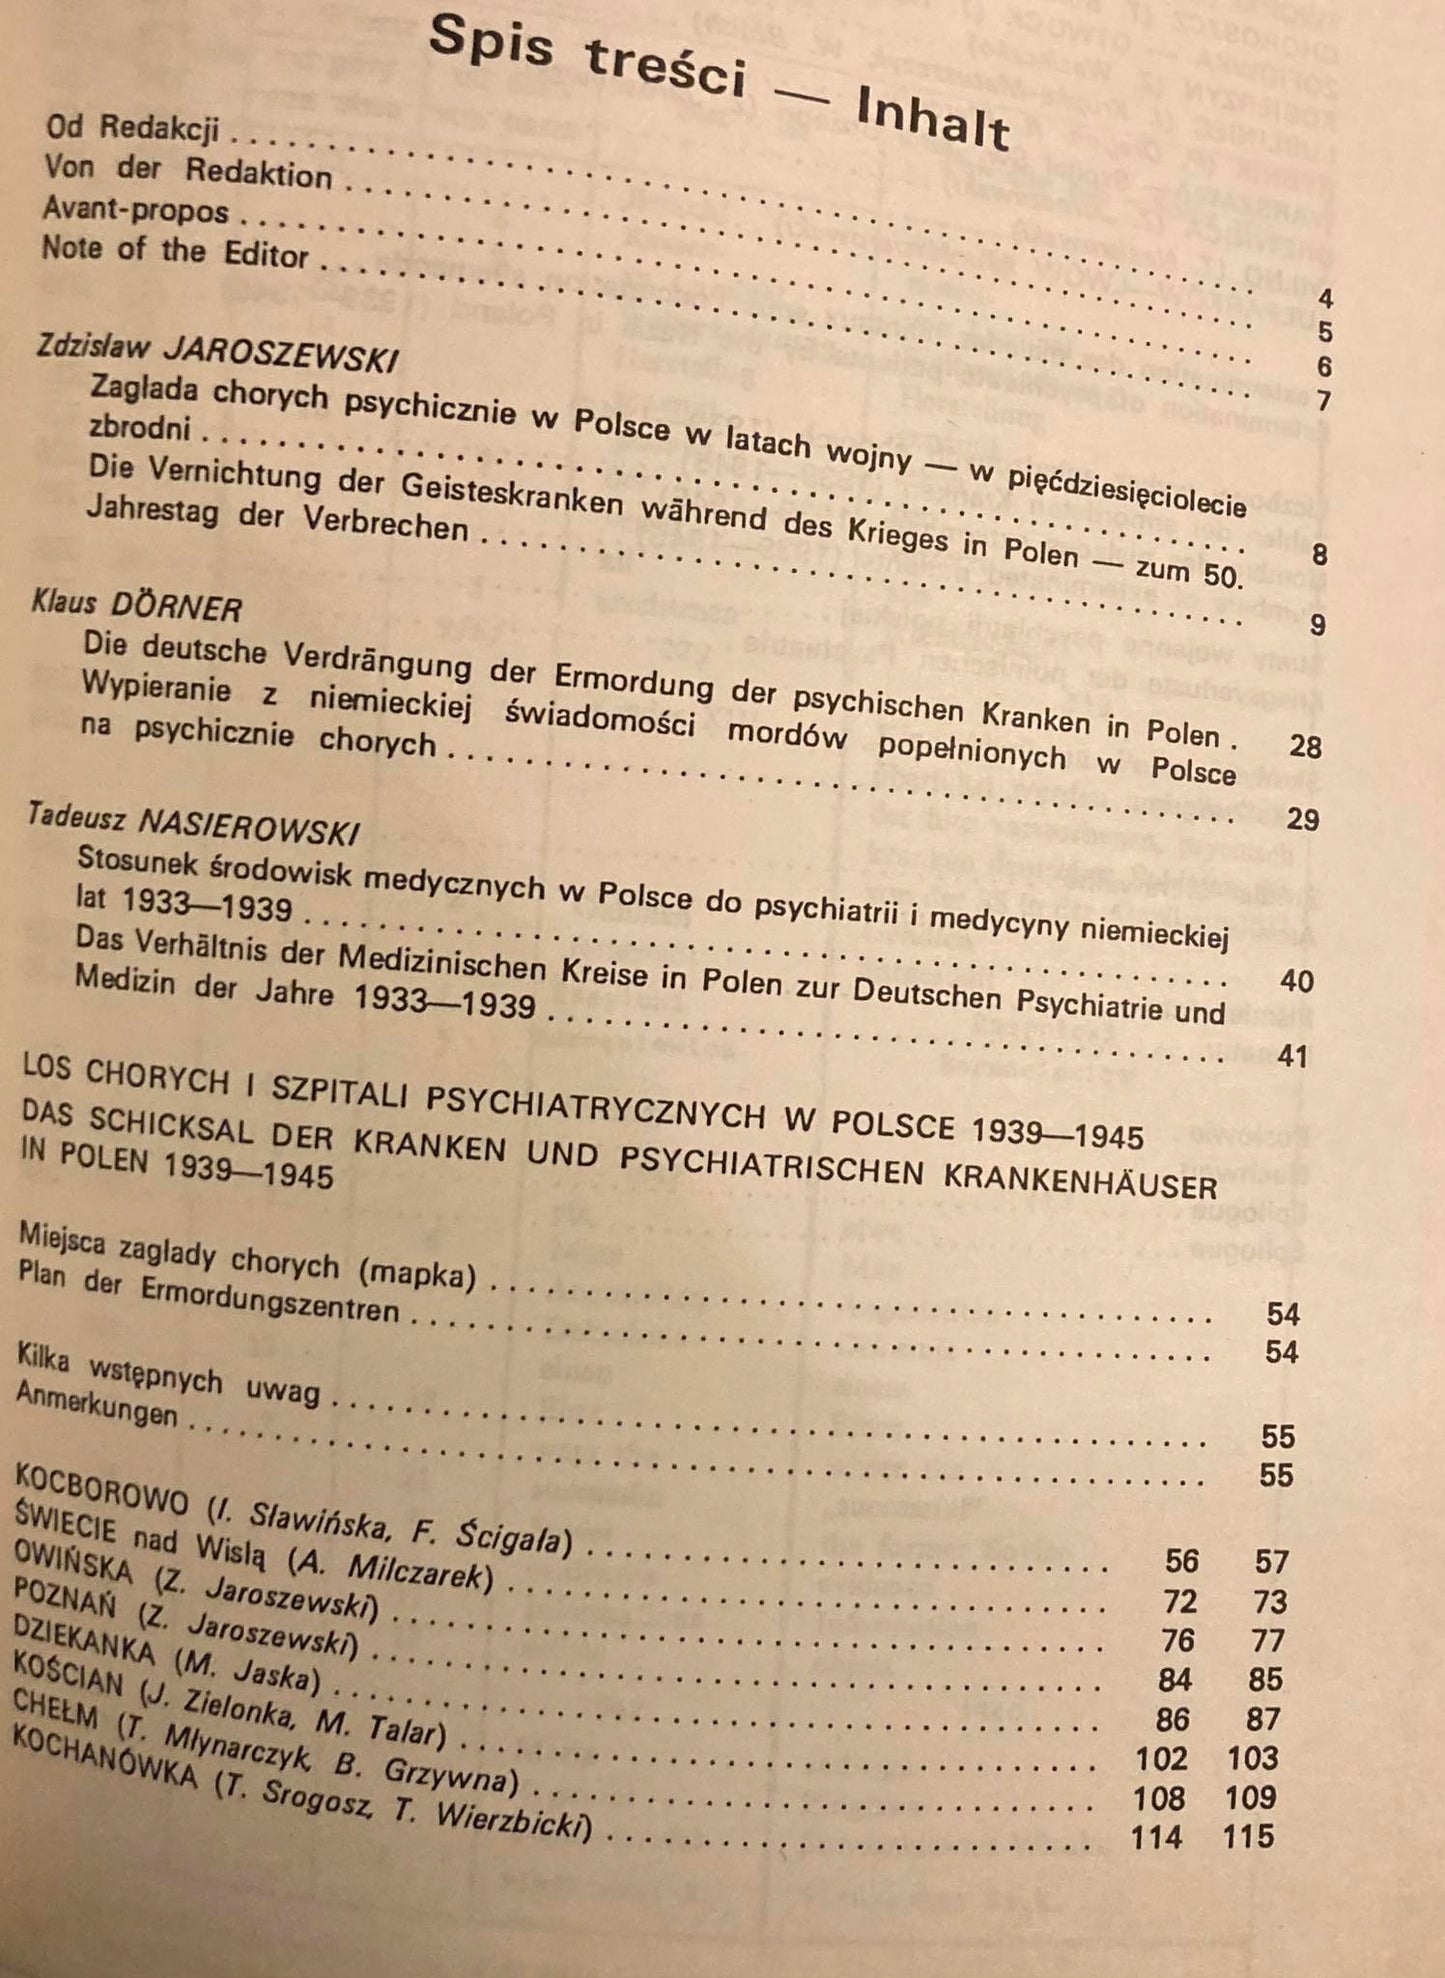 Spis treści — Inhalt
Od Redakcji . . . . . . . . . . 4
Von der Redaktion . . . . . . . . . . 5
Avant-propos . . . . . . . . . . 6
Note of the Editor . . . . . . . . . . 7
Zdzisław JAROSZEWSKI
Zagłada chorych psychicznie w Polsce w latach wojny — w pięćdziesięciolecie
zbrodni . . . . . . . . . . 8
Die Vernichtung der Geisteskranken während des Krieges in Polen — zum 50.
Jahrestag der Verbrechen . . . . . . . . . . 9
Klaus DÖRNER
Die deutsche Verdrängung der Ermordung der psychischen Kranken in Polen . 28
Wypieranie z niemieckiej świadomości mordów popełnionych w Polsce
na psychicznie chorych . . . . . . . . . . 29
Tadeusz NASIEROWSKI
Stosunek środowisk medycznych w Polsce do psychiatrii i medycyny niemieckiej
lat 1933—1939 . . . . . . . . . . 40
Das Verhältnis der Medizinischen Kreise in Polen zur Deutschen Psychiatrie und
Medizin der Jahre 1933—1939 . . . . . . . . . . 41
LOS CHORYCH I SZPITALI PSYCHIATRYCZNYCH W POLSCE 1939—1945
DAS SCHICKSAL DER KRANKEN UND PSYCHIATRISCHEN KRANKENHÄUSER
IN POLEN 1939—1945
Miejsca zagłady chorych (mapka) . . . . . . . . . . 54
Plan der Ermordungszentren . . . . . . . . . . 54
Kilka wstępnych uwag . . . . . . . . . . 55
Anmerkungen . . . . . . . . . . 55
KOCBOROWO (I. Sławińska, F. Ścigała) . . . . . . . . . . 56 57
ŚWIECIE nad Wisłą (A. Milczarek) . . . . . . . . . . 72 73
OWIŃSKA (Z. Jaroszewski) . . . . . . . . . . 76 77
POZNAŃ (Z. Jaroszewski) . . . . . . . . . . 84 85
DZIEKANKA (M. Jaska) . . . . . . . . . . 86 87
KOŚCIAN (J. Zielonka, M. Talar) . . . . . . . . . . 102 103
CHEŁM (T. Młynarczyk, B. Grzywna) . . . . . . . . . . 108 109
KOCHANÓWKA (T. Srogosz, T. Wierzbicki) . . . . . . . . . . 114 115